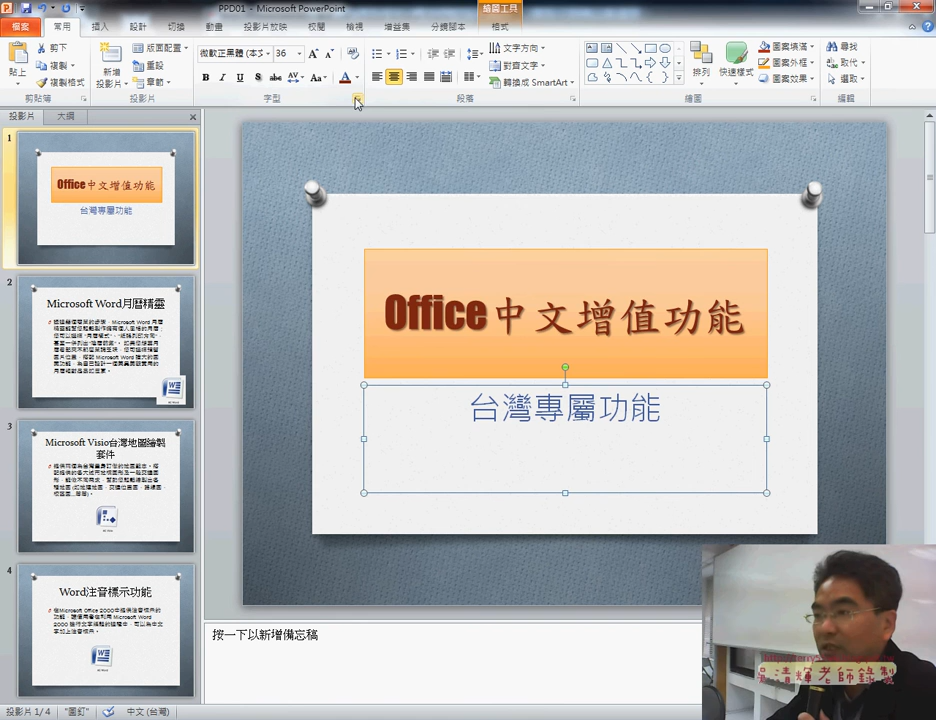 PPD01 - Microsoft PowerPoint
繪圖工具
檔案 常用 插入 設計 切換 動畫 投影片放映 校閱 檢視 增益集 分鏡腳本 格式
貼上
剪下
複製
複製格式
剪貼簿
新增
投影片
版面配置
重設
章節
投影片
微軟正黑體 (本文 36
B I U S abc AV Aa A
字型
文字方向
對齊文字
轉換成 SmartArt
段落
排列
快速樣式
圖案填滿
圖案外框
圖案效果
繪圖
尋找
取代
選取
編輯
投影片 大綱
1
Office中文增值功能
台灣專屬功能
2
Microsoft Word月曆精靈
3
Microsoft Visio台灣地圖繪製
套件
4
Word注音標示功能
Office中文增值功能
台灣專屬功能
按一下以新增備忘稿
吳清輝老師錄製
投影片 1/4 "圖釘" 中文 (台灣)